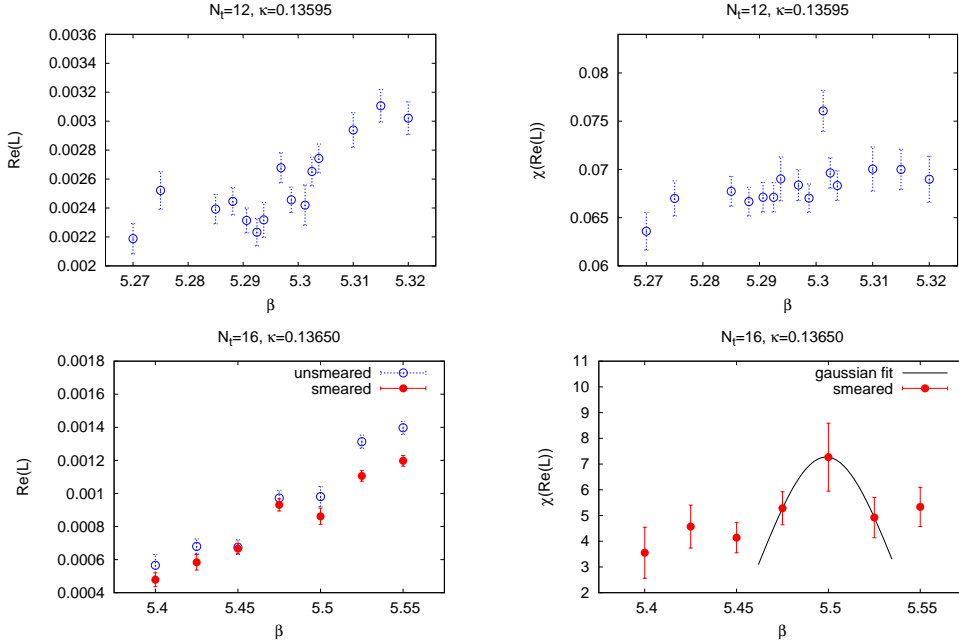 N_t=12, κ=0.13595
Re(L)
0.0036
0.0034
0.0032
0.003
0.0028
0.0026
0.0024
0.0022
0.002
5.27 5.28 5.29 5.3 5.31 5.32
β
N_t=12, κ=0.13595
χ(Re(L))
0.08
0.075
0.07
0.065
0.06
5.27 5.28 5.29 5.3 5.31 5.32
β
N_t=16, κ=0.13650
Re(L)
0.0018
0.0016
0.0014
0.0012
0.001
0.0008
0.0006
0.0004
unsmeared
smeared
5.4 5.45 5.5 5.55
β
N_t=16, κ=0.13650
χ(Re(L))
11
10
9
8
7
6
5
4
3
2
gaussian fit
smeared
5.4 5.45 5.5 5.55
β